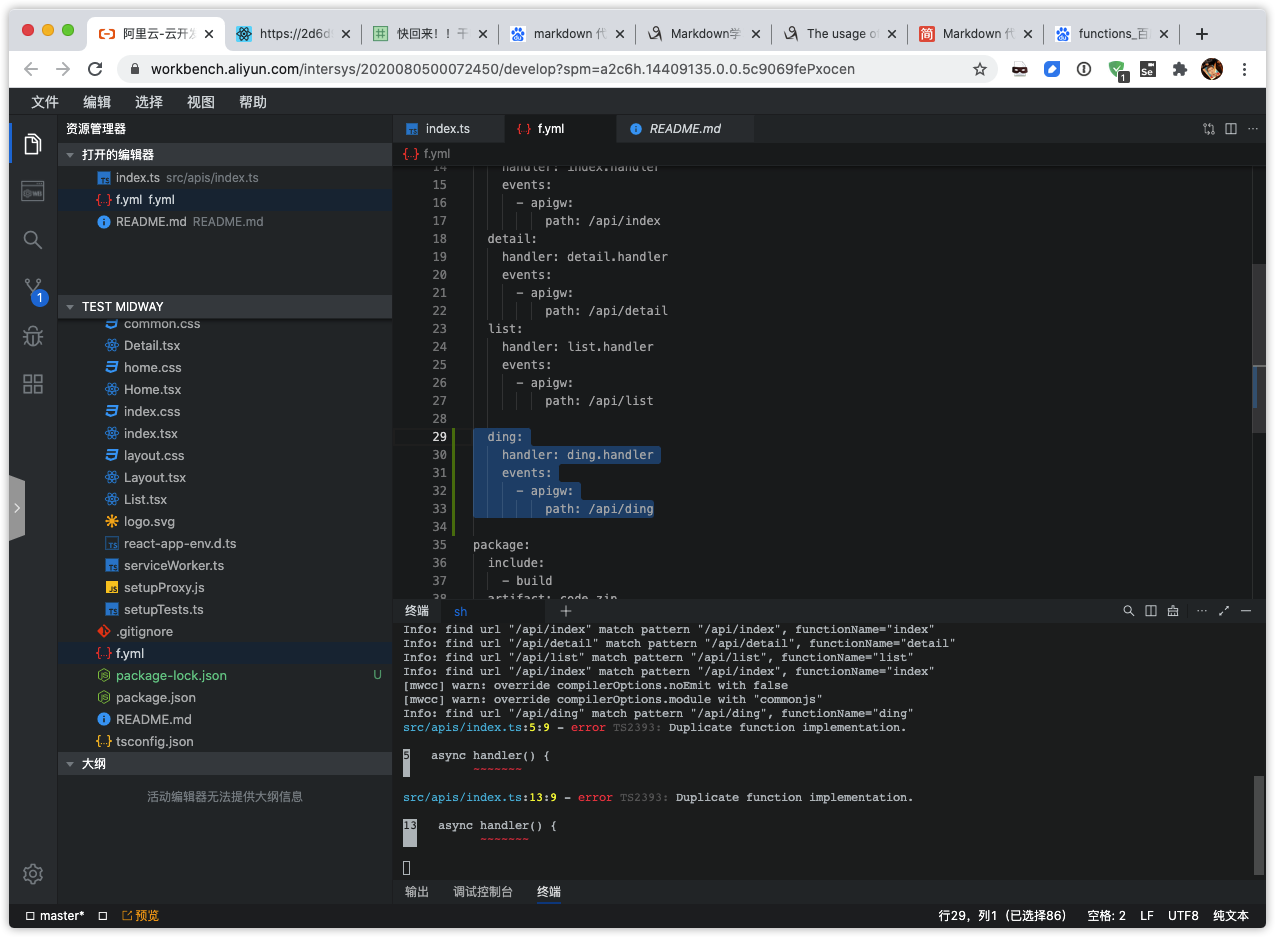 阿里云-云开发
https://2d6d
快回来！！干
markdown 代
Markdown学
The usage o
Markdown 代
functions_百
workbench.aliyun.com/intersys/2020080500072450/develop?spm=a2c6h.14409135.0.0.5c9069fePxocen
1
Se
文件 编辑 选择 视图 帮助
资源管理器
打开的编辑器
index.ts src/apis/index.ts
f.yml f.yml
README.md README.md
1
TEST MIDWAY
common.css
Detail.tsx
home.css
Home.tsx
index.css
index.tsx
layout.css
Layout.tsx
List.tsx
logo.svg
react-app-env.d.ts
serviceWorker.ts
setupProxy.js
setupTests.ts
.gitignore
f.yml
package-lock.json U
package.json
README.md
tsconfig.json
大纲
活动编辑器无法提供大纲信息
index.ts f.yml README.md
f.yml
14 handler: index.handler
15 events:
16 - apigw:
17 path: /api/index
18 detail:
19 handler: detail.handler
20 events:
21 - apigw:
22 path: /api/detail
23 list:
24 handler: list.handler
25 events:
26 - apigw:
27 path: /api/list
28
29 ding:
30 handler: ding.handler
31 events:
32 - apigw:
33 path: /api/ding
34
35 package:
36 include:
37 - build
38 artifact: code.zip
终端 sh
Info: find url "/api/index" match pattern "/api/index", functionName="index"
Info: find url "/api/detail" match pattern "/api/detail", functionName="detail"
Info: find url "/api/list" match pattern "/api/list", functionName="list"
Info: find url "/api/index" match pattern "/api/index", functionName="index"
[mwcc] warn: override compilerOptions.noEmit with false
[mwcc] warn: override compilerOptions.module with "commonjs"
Info: find url "/api/ding" match pattern "/api/ding", functionName="ding"
src/apis/index.ts:5:9 - error TS2393: Duplicate function implementation.
5 async handler() {
~~~~~~~
src/apis/index.ts:13:9 - error TS2393: Duplicate function implementation.
13 async handler() {
~~~~~~~
输出 调试控制台 终端
master* 预览 行29，列1（已选择86） 空格: 2 LF UTF8 纯文本